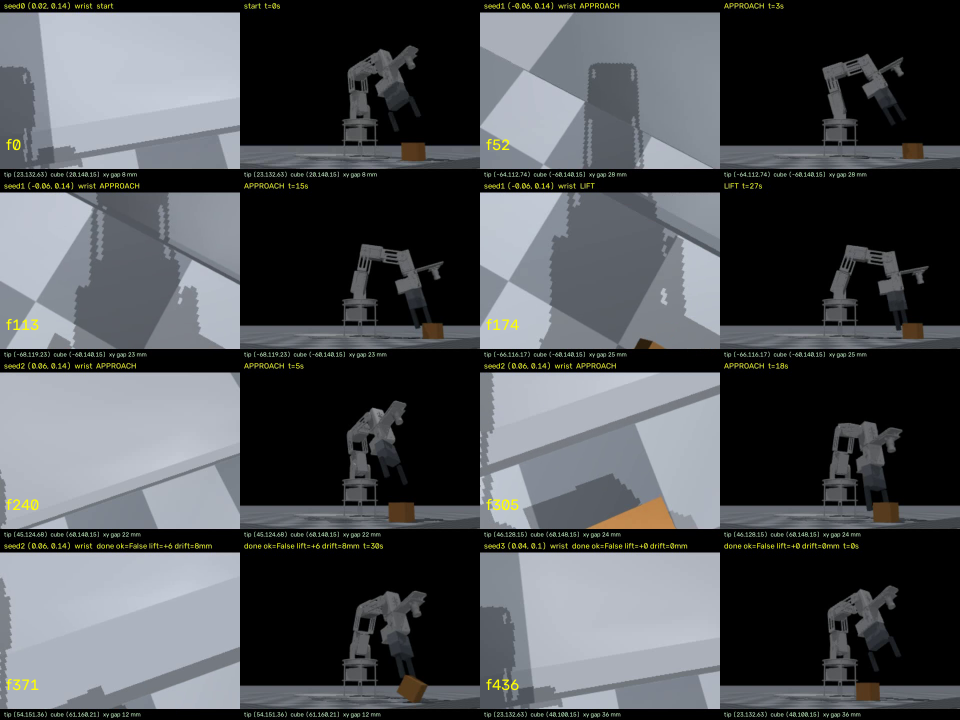 seed0 (0.02, 0.14) wrist start
start t=0s
seed1 (-0.06, 0.14) wrist APPROACH
APPROACH t=3s
f0
f52
tip (23,132,63) cube (20,140,15) xy gap 8 mm
tip (23,132,63) cube (20,140,15) xy gap 8 mm
tip (-64,112,74) cube (-60,140,15) xy gap 28 mm
tip (-64,112,74) cube (-60,140,15) xy gap 28 mm
seed1 (-0.06, 0.14) wrist APPROACH
APPROACH t=15s
seed1 (-0.06, 0.14) wrist LIFT
LIFT t=27s
f113
f174
tip (-68,119,23) cube (-60,140,15) xy gap 23 mm
tip (-68,119,23) cube (-60,140,15) xy gap 23 mm
tip (-66,116,17) cube (-60,140,15) xy gap 25 mm
tip (-66,116,17) cube (-60,140,15) xy gap 25 mm
seed2 (0.06, 0.14) wrist APPROACH
APPROACH t=5s
seed2 (0.06, 0.14) wrist APPROACH
APPROACH t=18s
f240
f305
tip (45,124,68) cube (60,140,15) xy gap 22 mm
tip (45,124,68) cube (60,140,15) xy gap 22 mm
tip (46,128,15) cube (60,148,15) xy gap 24 mm
tip (46,128,15) cube (60,148,15) xy gap 24 mm
seed2 (0.06, 0.14) wrist done ok=False lift=+6 drift=8mm
done ok=False lift=+6 drift=8mm t=30s
seed3 (0.04, 0.1) wrist done ok=False lift=+0 drift=0mm
done ok=False lift=+0 drift=0mm t=0s
f371
f436
tip (54,151,36) cube (61,160,21) xy gap 12 mm
tip (54,151,36) cube (61,160,21) xy gap 12 mm
tip (23,132,63) cube (40,100,15) xy gap 36 mm
tip (23,132,63) cube (40,100,15) xy gap 36 mm